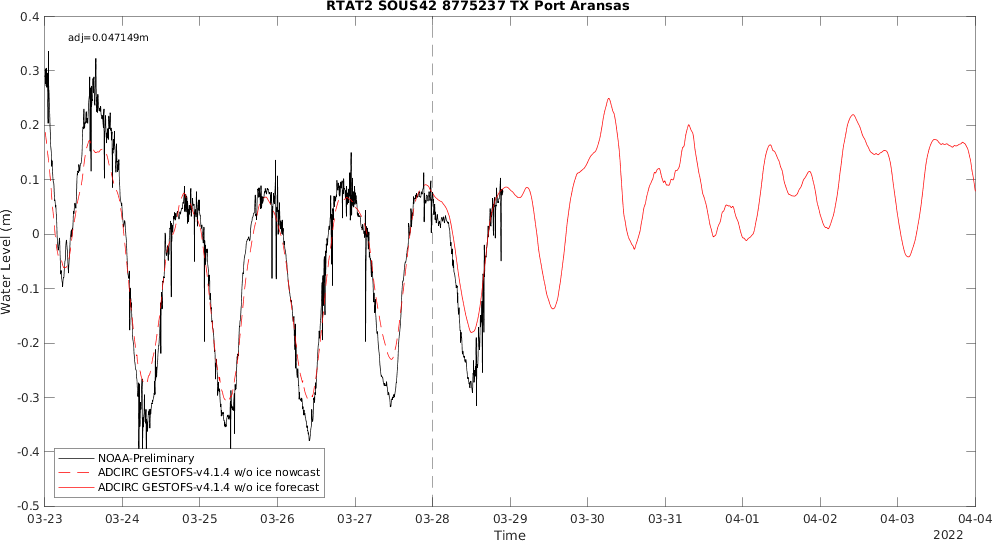 RTAT2 SOUS42 8775237 TX Port Aransas
0.4
adj=0.047149m
0.3
0.2
0.1
0
-0.1
-0.2
-0.3
-0.4
-0.5
Water Level (m)
NOAA-Preliminary
ADCIRC GESTOFS-v4.1.4 w/o ice nowcast
ADCIRC GESTOFS-v4.1.4 w/o ice forecast
03-23 03-24 03-25 03-26 03-27 03-28 03-29 03-30 03-31 04-01 04-02 04-03 04-04
Time
2022